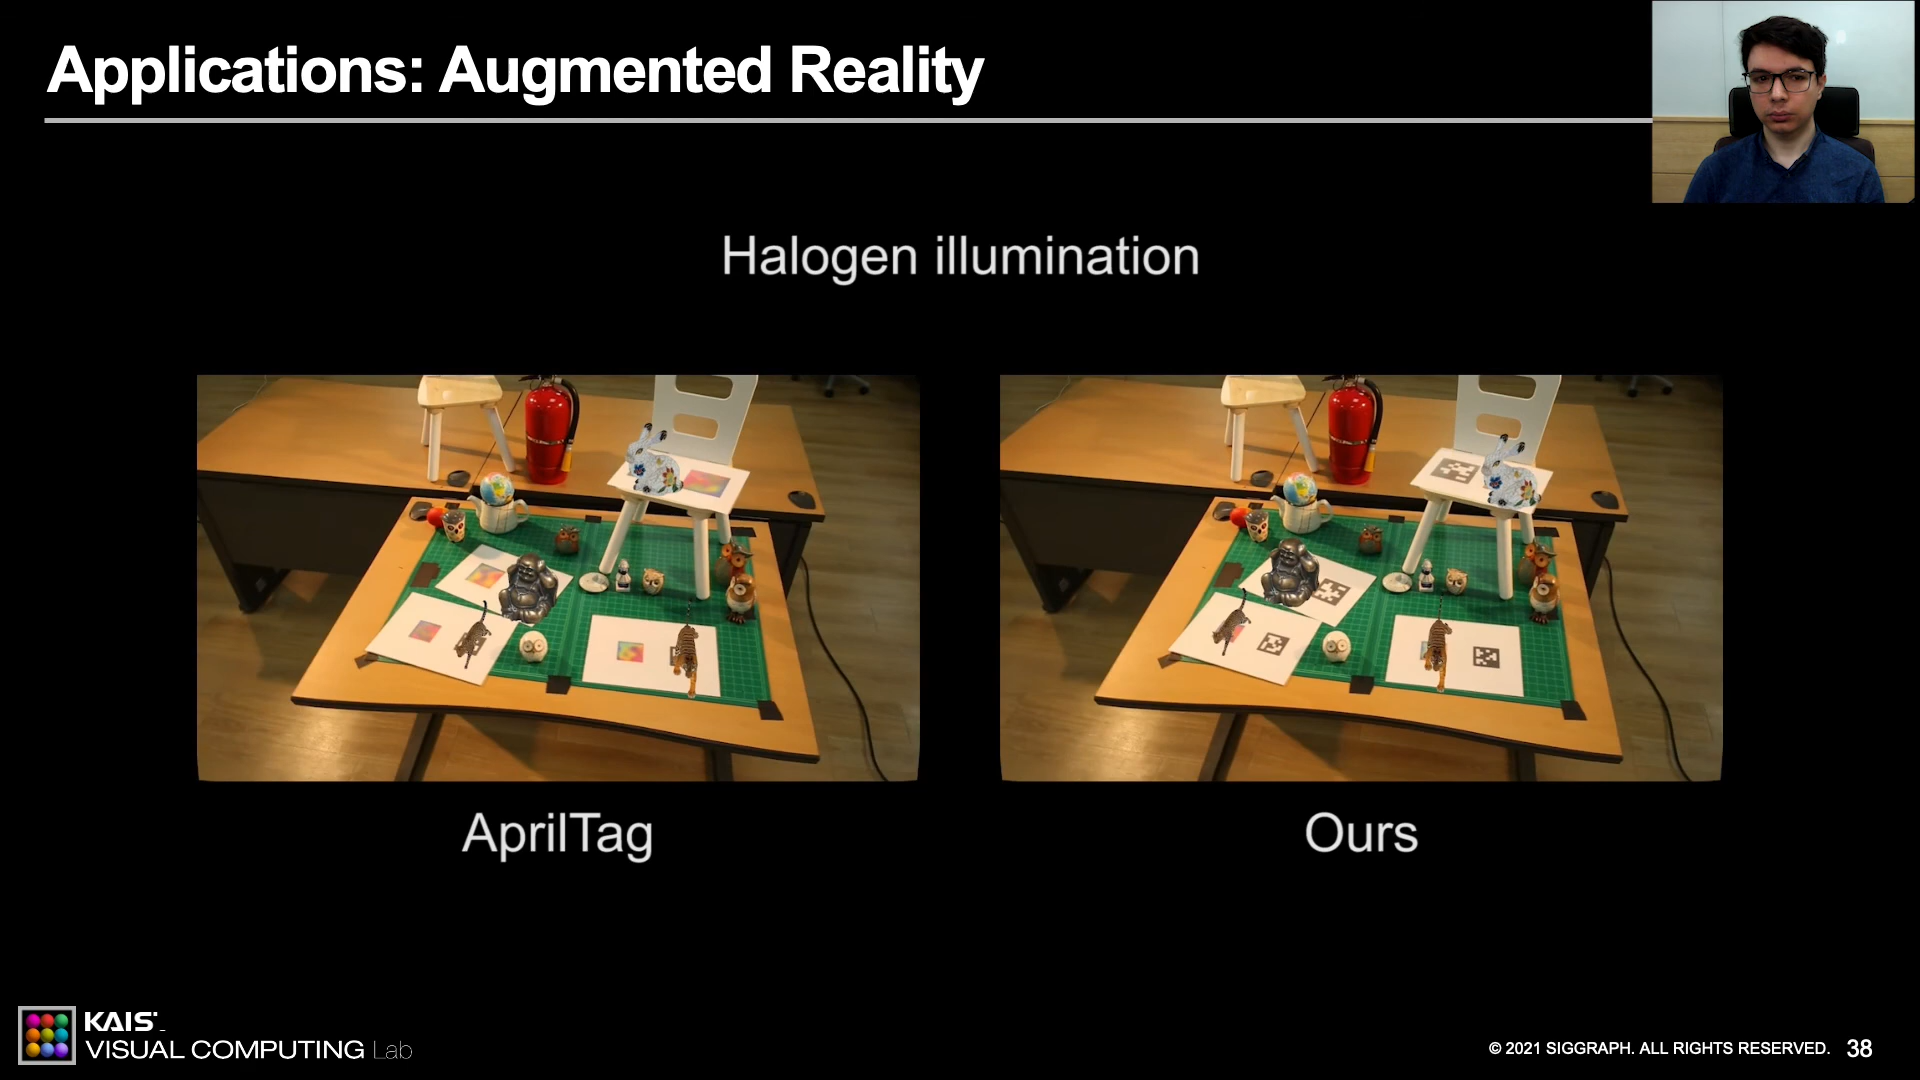 Applications: Augmented Reality
Halogen illumination
AprilTag
Ours
KAIST
VISUAL COMPUTING Lab
© 2021 SIGGRAPH. ALL RIGHTS RESERVED. 38